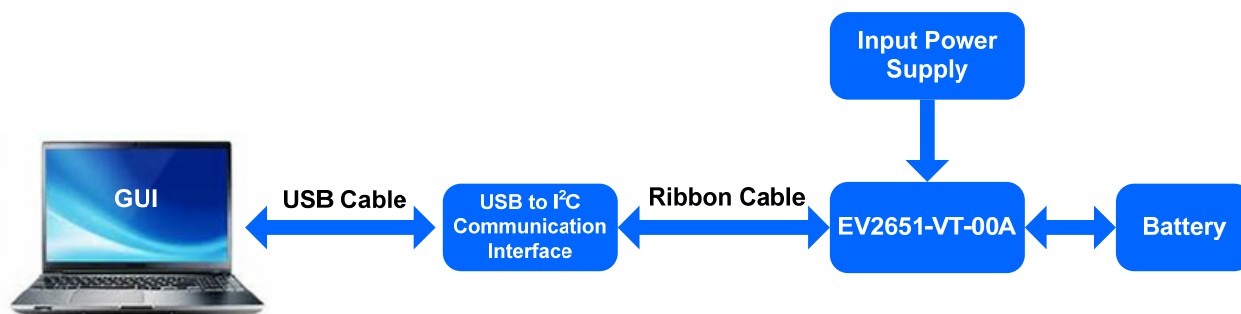 Input Power
Supply
GUI
USB Cable
USB to I²C
Communication
Interface
Ribbon Cable
EV2651-VT-00A
Battery